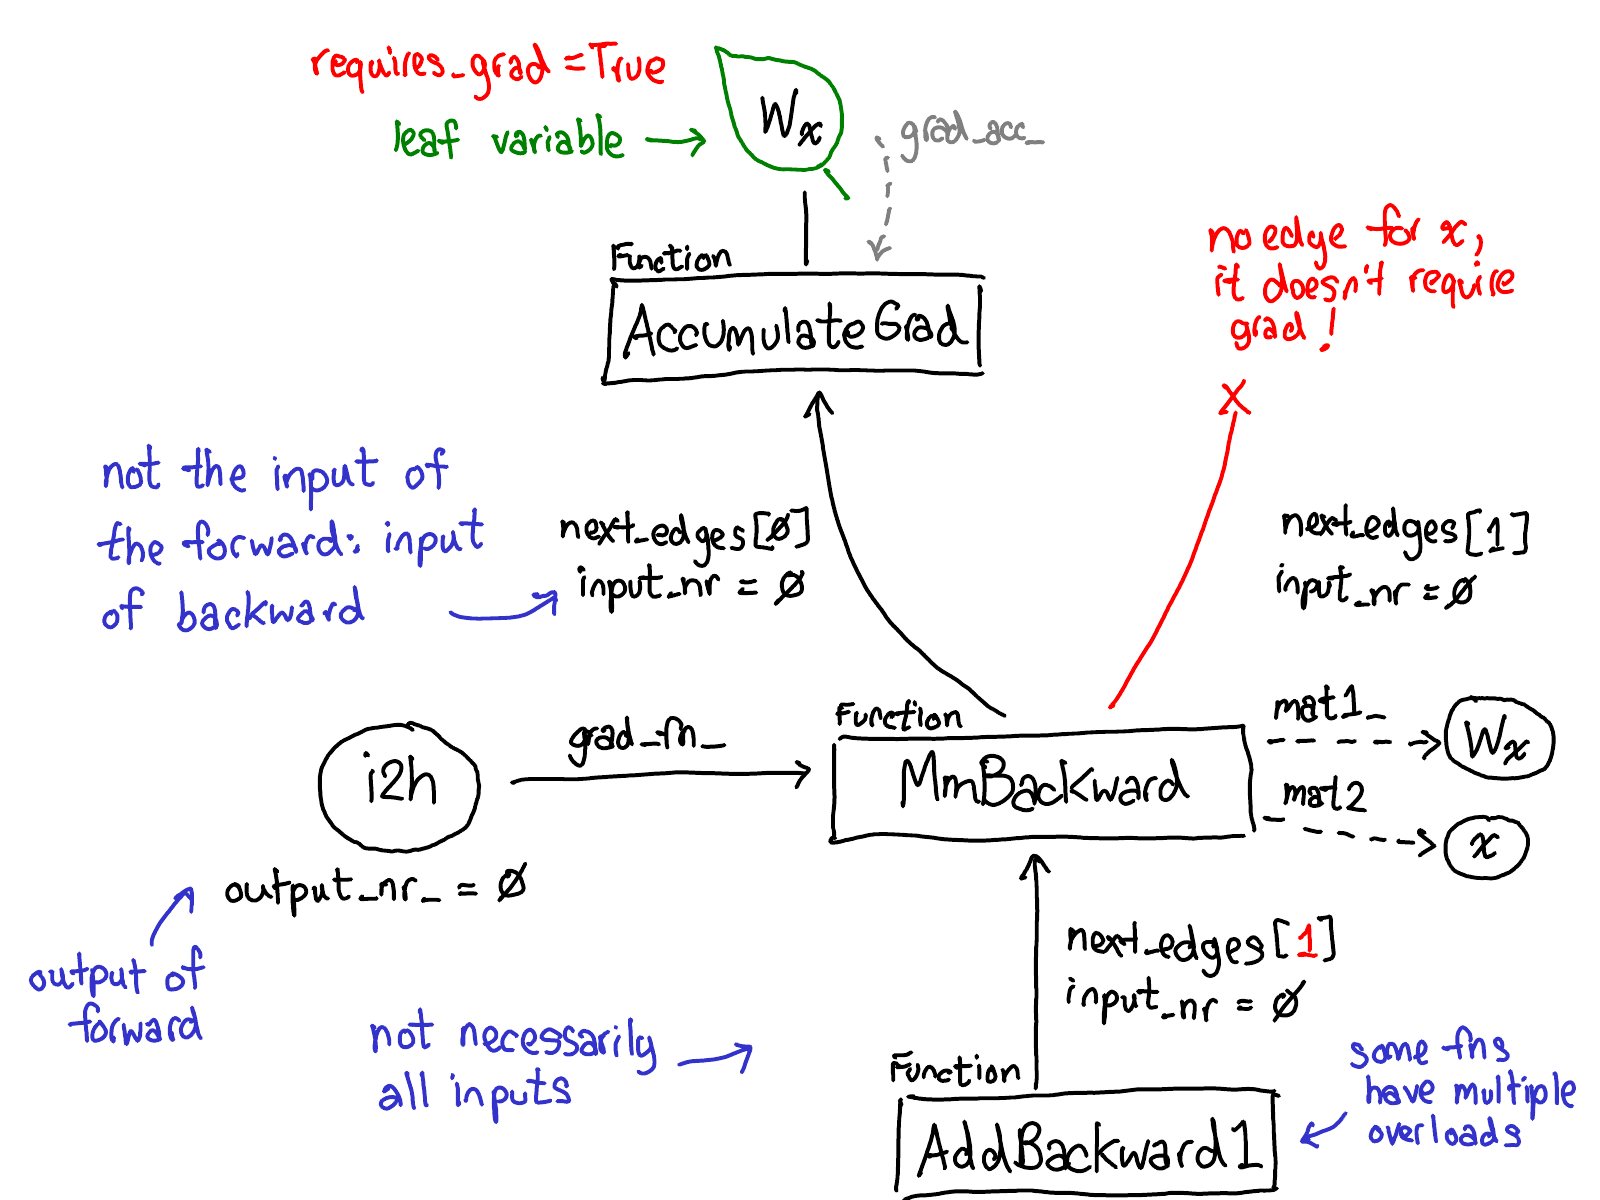 requires_grad = True
leaf variable
Wx
grad_acc_
Function
AccumulateGrad
no edge for x,
it doesn't require
grad!
x
not the input of
the forward: input
of backward
next_edges[0]
input_nr = 0
next_edges[1]
input_nr = 0
i2h
grad_fn_
output_nr_ = 0
Function
MmBackward
mat1_
Wx
mat2
x
output of
forward
not necessarily
all inputs
next_edges[1]
input_nr = 0
Function
AddBackward1
some fns
have multiple
overloads